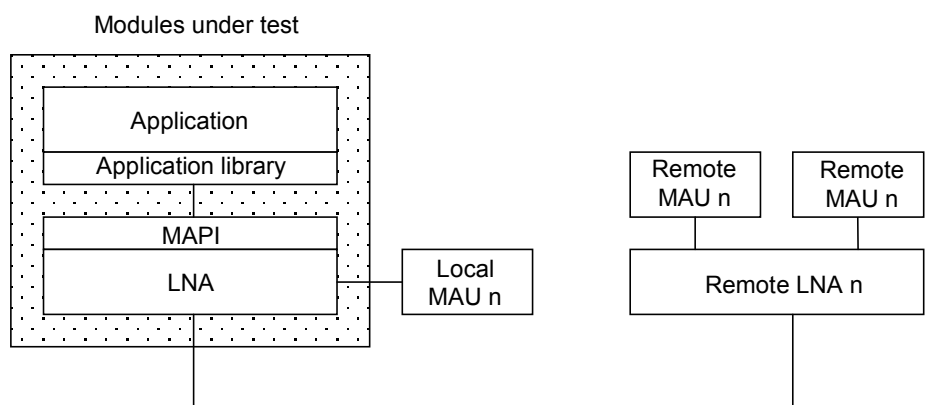 Modules under test
Application
Application library
MAPI
LNA
Local
MAU n
Remote
MAU n
Remote
MAU n
Remote LNA n